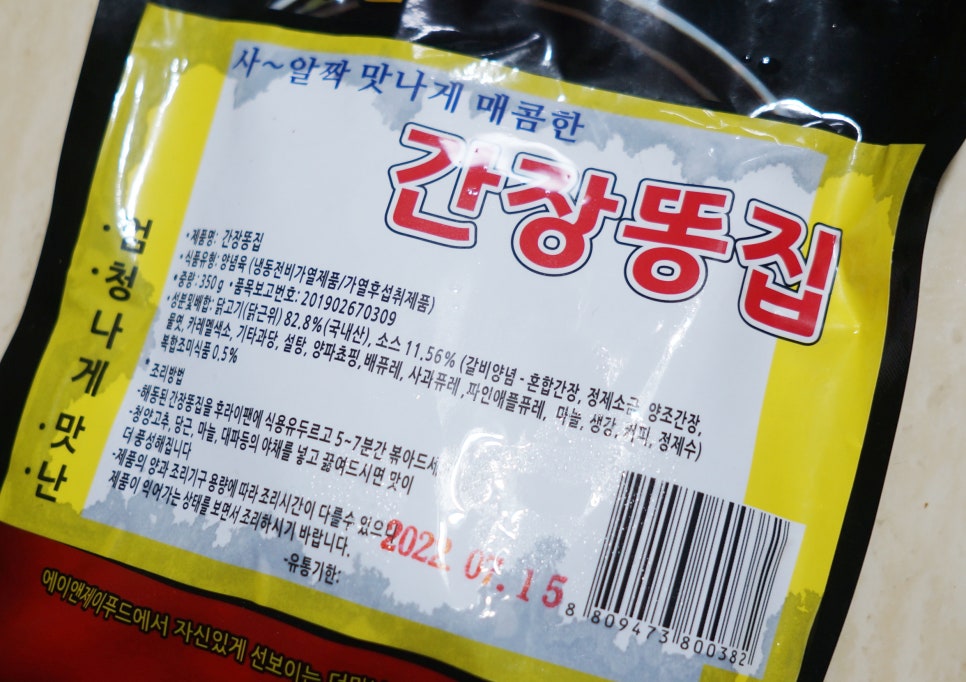 사~알짝 맛나게 매콤한
간장똥집
·엄·청나게·맛·난
·제품명: 간장똥집
·식품유형: 양념육 (냉동전비가열제품/가열후섭취제품)
·중량: 350g ·품목보고번호: 201902670309
·성분및배합: 닭고기(닭근위) 82.8%(국내산), 소스 11.56% (갈비양념 - 혼합간장, 정제소금, 양조간장,
물엿, 카레멜색소, 기타과당, 설탕, 양파쵸핑, 배퓨레, 사과퓨레, 파인애플퓨레, 마늘, 생강, 커피, 정제수)
복합조미식품 0.5%
* 조리방법
-해동된 간장똥집을 후라이팬에 식용유두르고 5~7분간 볶아드세
-청양고추, 당근, 마늘, 대파등의 야채를 넣고 끓여드시면 맛이
더 풍성해집니다
-제품의 양과 조리기구 용량에 따라 조리시간이 다를수 있으
제품이 익어가는 상태를 보면서 조리하시기 바랍니다.
-유통기한:
2022. 07. 15
8 809473 800382
에이앤제이푸드에서 자신있게 선보이는